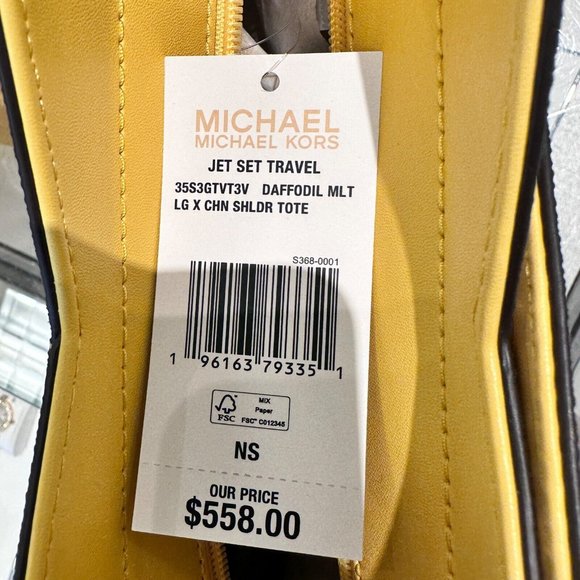 MICHAEL
MICHAEL KORS
JET SET TRAVEL
35S3GTVT3V DAFFODIL MLT
LG X CHN SHLDR TOTE
S368-0001
1 96163 79335 1
FSC
MIX
Paper
FSC™ C012345
NS
OUR PRICE
$558.00